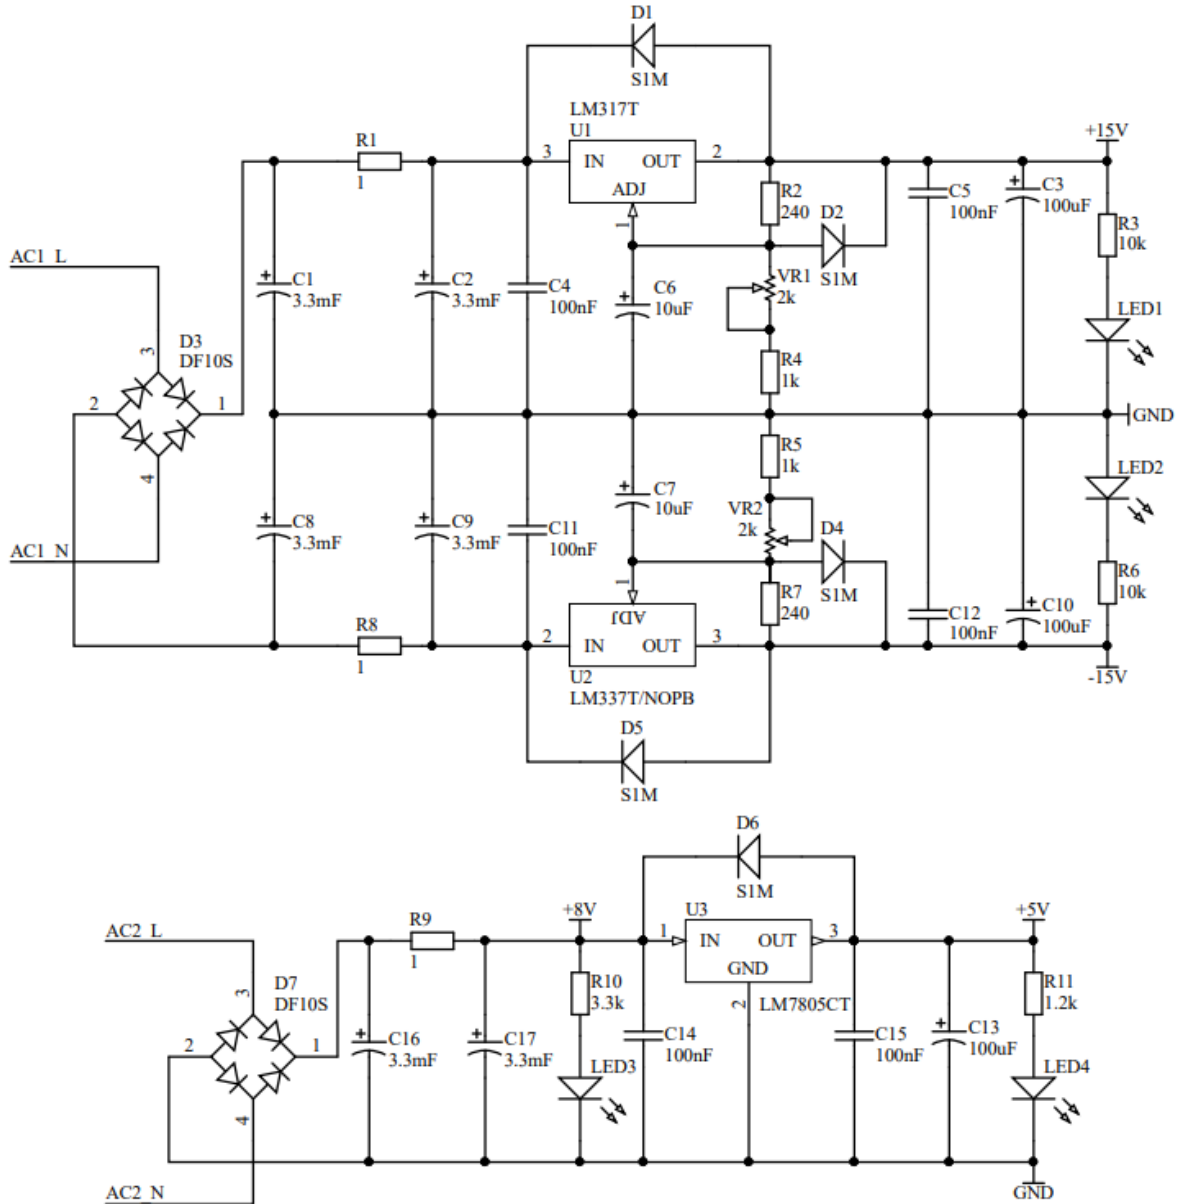 D1
S1M
LM317T
U1
3
IN
OUT
2
ADJ
1
R1
1
+15V
R2
240
D2
S1M
C5
100nF
C3
100uF
R3
10k
AC1_L
C1
3.3mF
C2
3.3mF
C4
100nF
C6
10uF
VR1
2k
LED1
D3
DF10S
3
2
1
4
R4
1k
GND
R5
1k
LED2
C8
3.3mF
C9
3.3mF
C11
100nF
C7
10uF
VR2
2k
D4
S1M
AC1_N
1
ADJ
R7
240
R6
10k
C12
100nF
C10
100uF
R8
1
2
IN
OUT
3
U2
LM337T/NOPB
-15V
D5
S1M
D6
S1M
AC2_L
R9
1
+8V
U3
1
IN
OUT
3
GND
2
LM7805CT
+5V
D7
DF10S
3
2
1
4
R10
3.3k
R11
1.2k
C16
3.3mF
C17
3.3mF
C14
100nF
C15
100nF
C13
100uF
LED3
LED4
AC2_N
GND